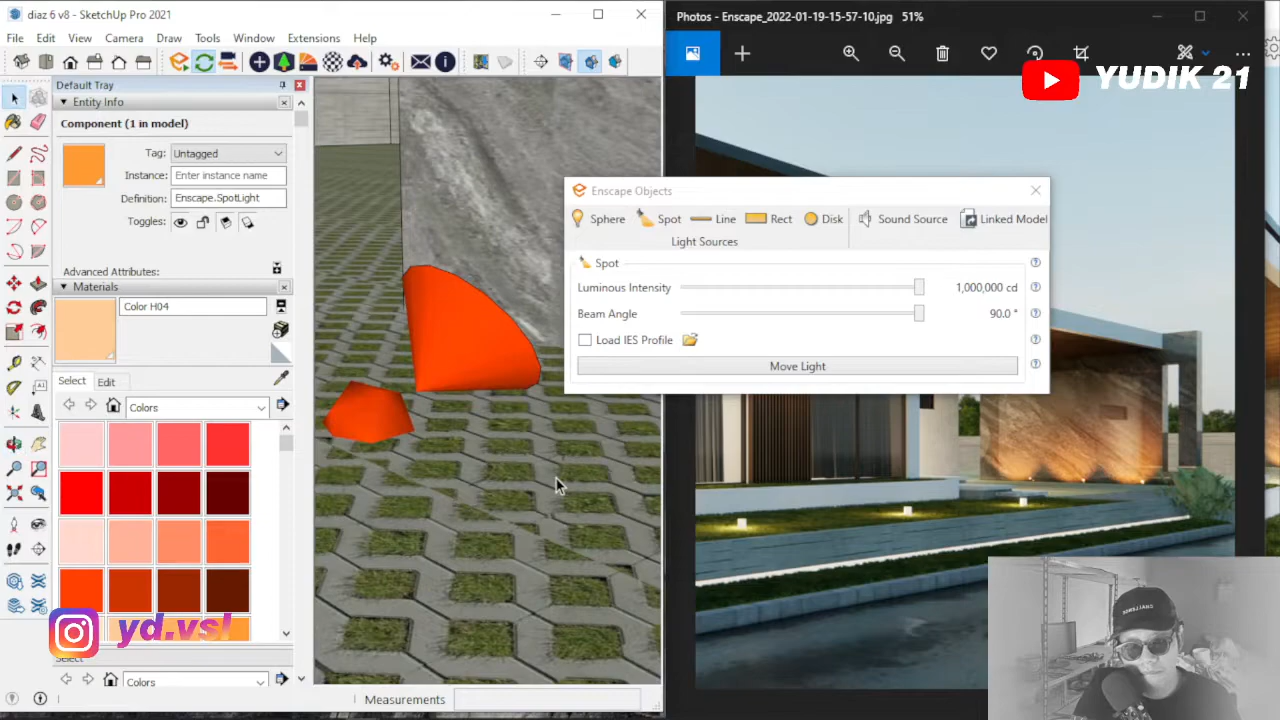 diaz 6 v8 - SketchUp Pro 2021
Photos - Enscape_2022-01-19-15-57-10.jpg 51%
File Edit View Camera Draw Tools Window Extensions Help
YUDIK 21
Default Tray
Entity Info
Component (1 in model)
Tag: Untagged
Instance: Enter instance name
Definition: Enscape.SpotLight
Toggles:
Advanced Attributes:
Materials
Color H04
Select Edit
Colors
Enscape Objects
Sphere Spot Line Rect Disk Sound Source Linked Model
Light Sources
Spot
Luminous Intensity 1,000,000 cd
Beam Angle 90.0 °
Load IES Profile
Move Light
yd.vsl
Select
Colors
Measurements